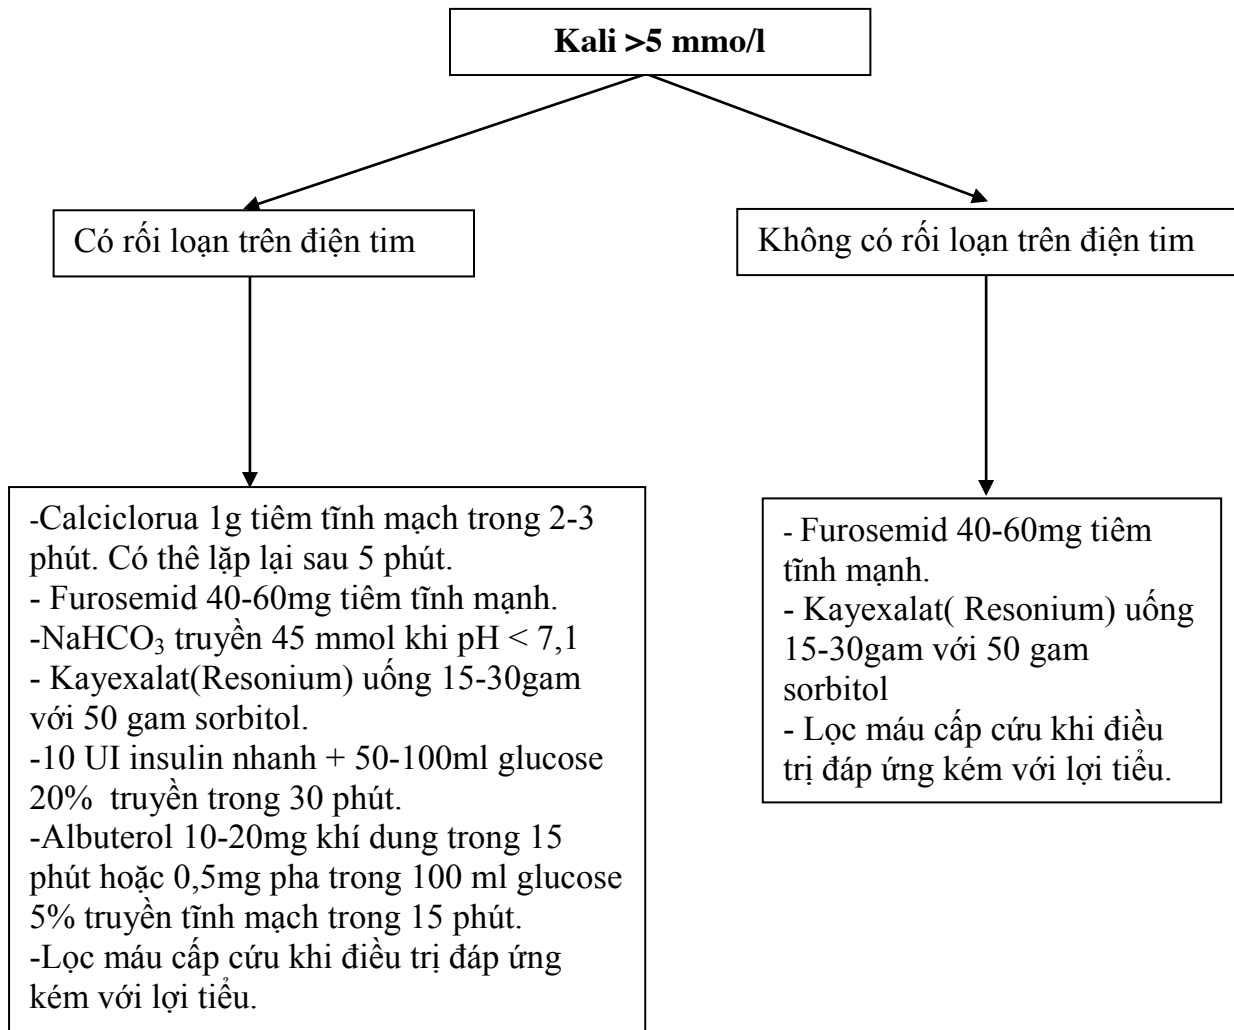 Kali >5 mmo/l
Có rối loạn trên điện tim
Không có rối loạn trên điện tim
-Calciclorua 1g tiêm tĩnh mạch trong 2-3
phút. Có thê lặp lại sau 5 phút.
- Furosemid 40-60mg tiêm tĩnh mạnh.
-NaHCO₃ truyền 45 mmol khi pH < 7,1
- Kayexalat(Resonium) uống 15-30gam
với 50 gam sorbitol.
-10 UI insulin nhanh + 50-100ml glucose
20%  truyền trong 30 phút.
-Albuterol 10-20mg khí dung trong 15
phút hoặc 0,5mg pha trong 100 ml glucose
5% truyền tĩnh mạch trong 15 phút.
-Lọc máu cấp cứu khi điều trị đáp ứng
kém với lợi tiểu.
- Furosemid 40-60mg tiêm
tĩnh mạnh.
- Kayexalat( Resonium) uống
15-30gam với 50 gam
sorbitol
- Lọc máu cấp cứu khi điều
trị đáp ứng kém với lợi tiểu.